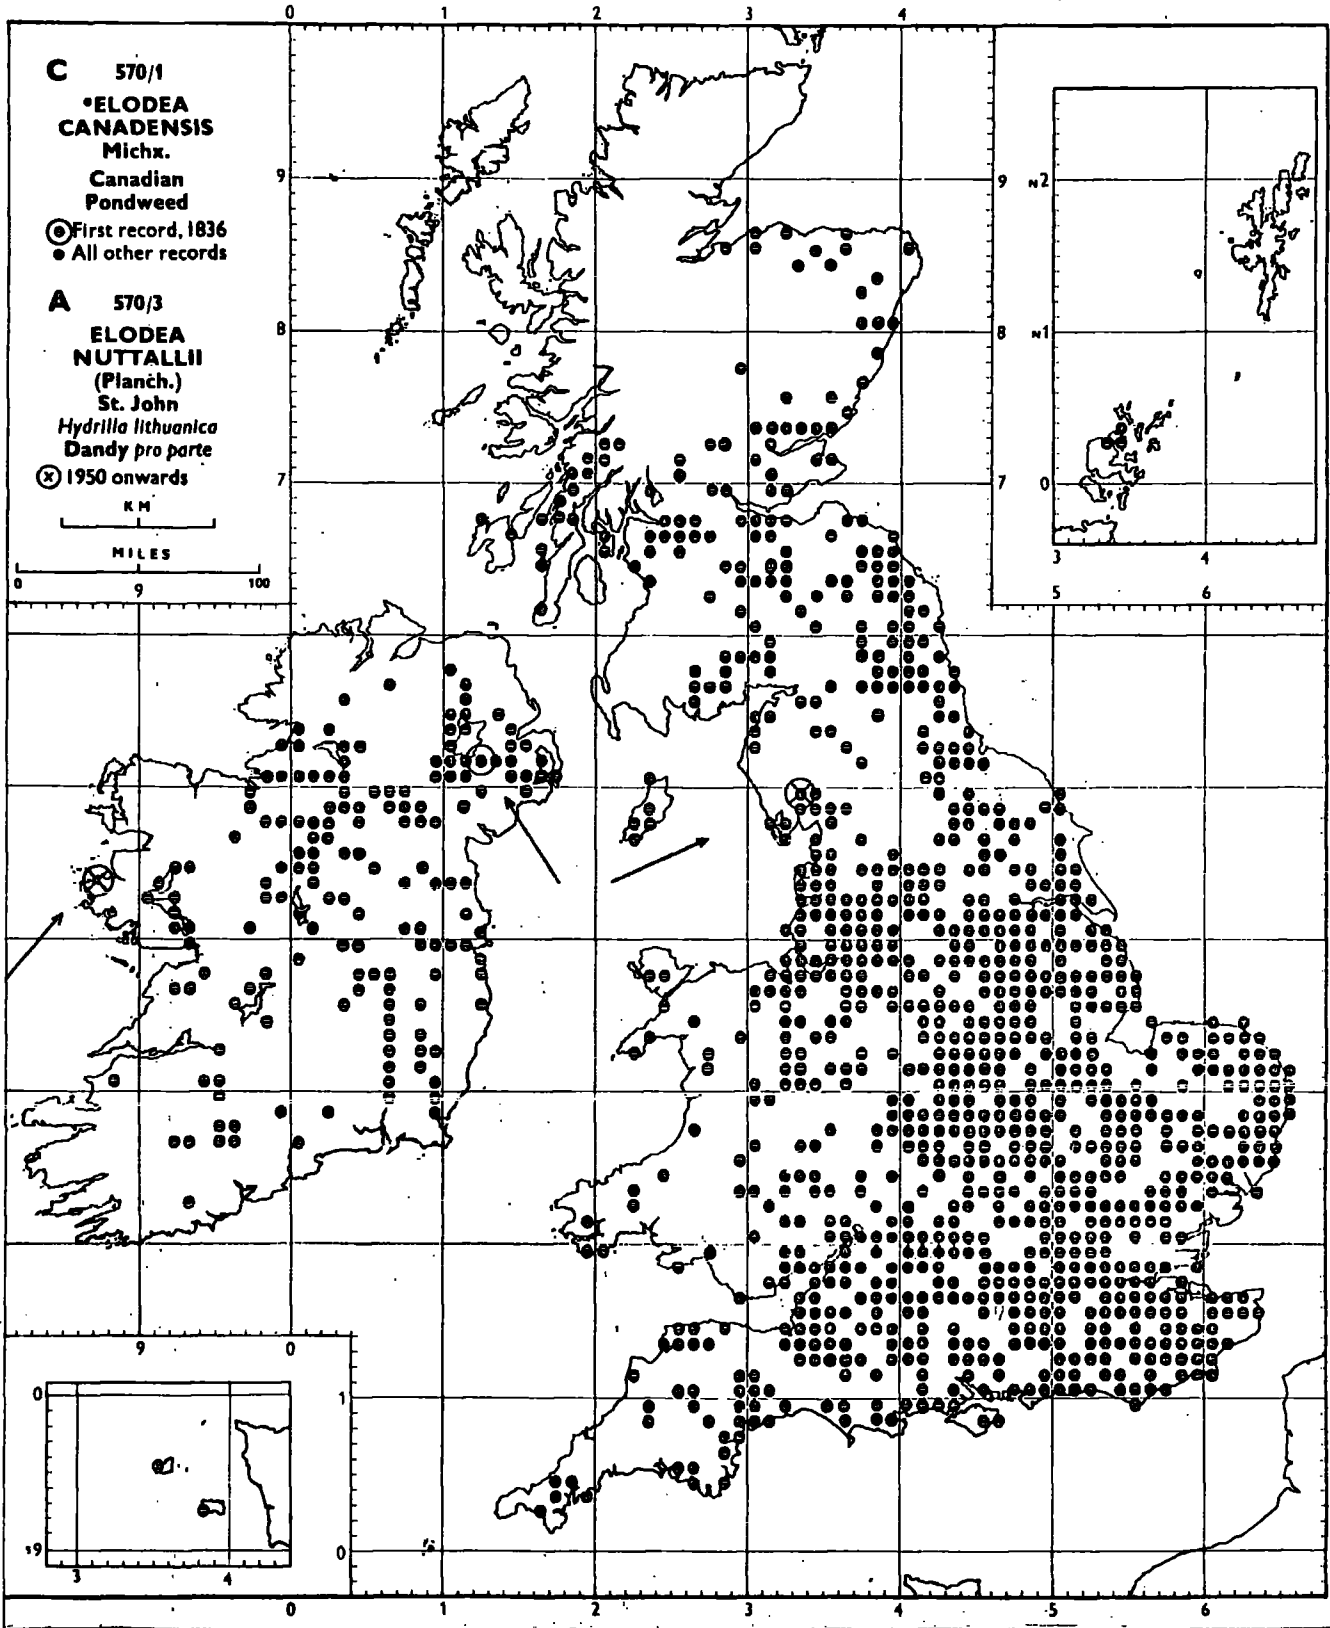 0 1 2 3 4
C 570/1
*ELODEA
CANADENSIS
Michx.
Canadian
Pondweed
First record, 1836
All other records
A 570/3
ELODEA
NUTTALLII
(Planch.)
St. John
Hydrilla lithuanica
Dandy pro parte
1950 onwards
KM
MILES
0 9 100
9 9 N2
8 8 N1
7 7 0
3 4
5 6
9 0
0 1
19 0
3 4
0 1 2 3 4 5 6